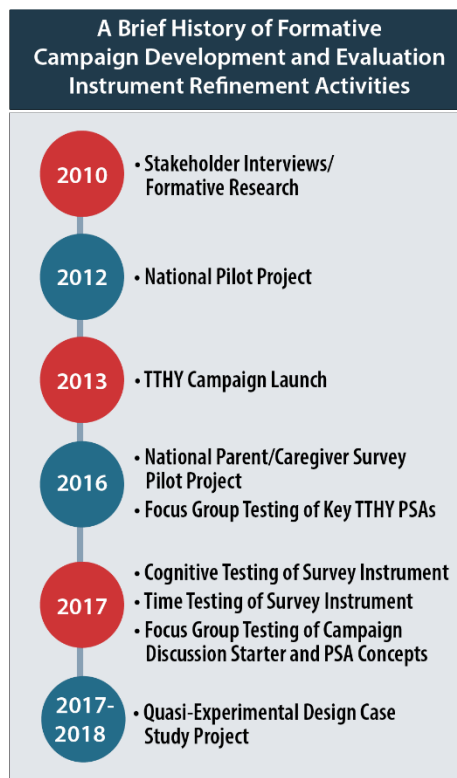 A Brief History of Formative
Campaign Development and Evaluation
Instrument Refinement Activities
2010
• Stakeholder Interviews/
Formative Research
2012
• National Pilot Project
2013
• TTHY Campaign Launch
2016
• National Parent/Caregiver Survey
Pilot Project
• Focus Group Testing of Key TTHY PSAs
2017
• Cognitive Testing of Survey Instrument
• Time Testing of Survey Instrument
• Focus Group Testing of Campaign
Discussion Starter and PSA Concepts
2017-
2018
• Quasi-Experimental Design Case
Study Project